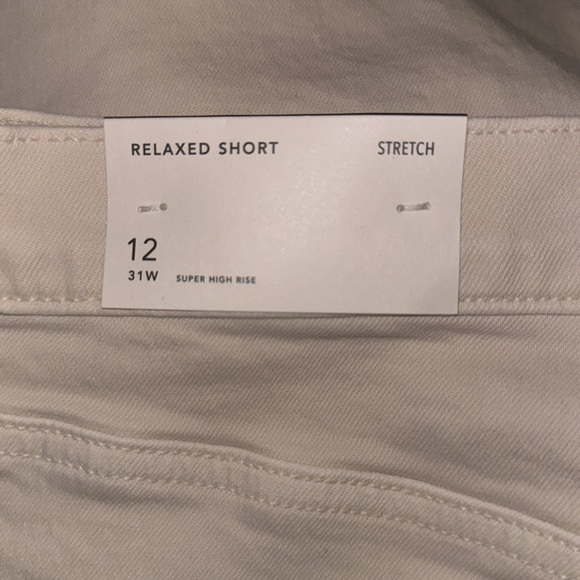 RELAXED SHORT STRETCH
12
31W SUPER HIGH RISE